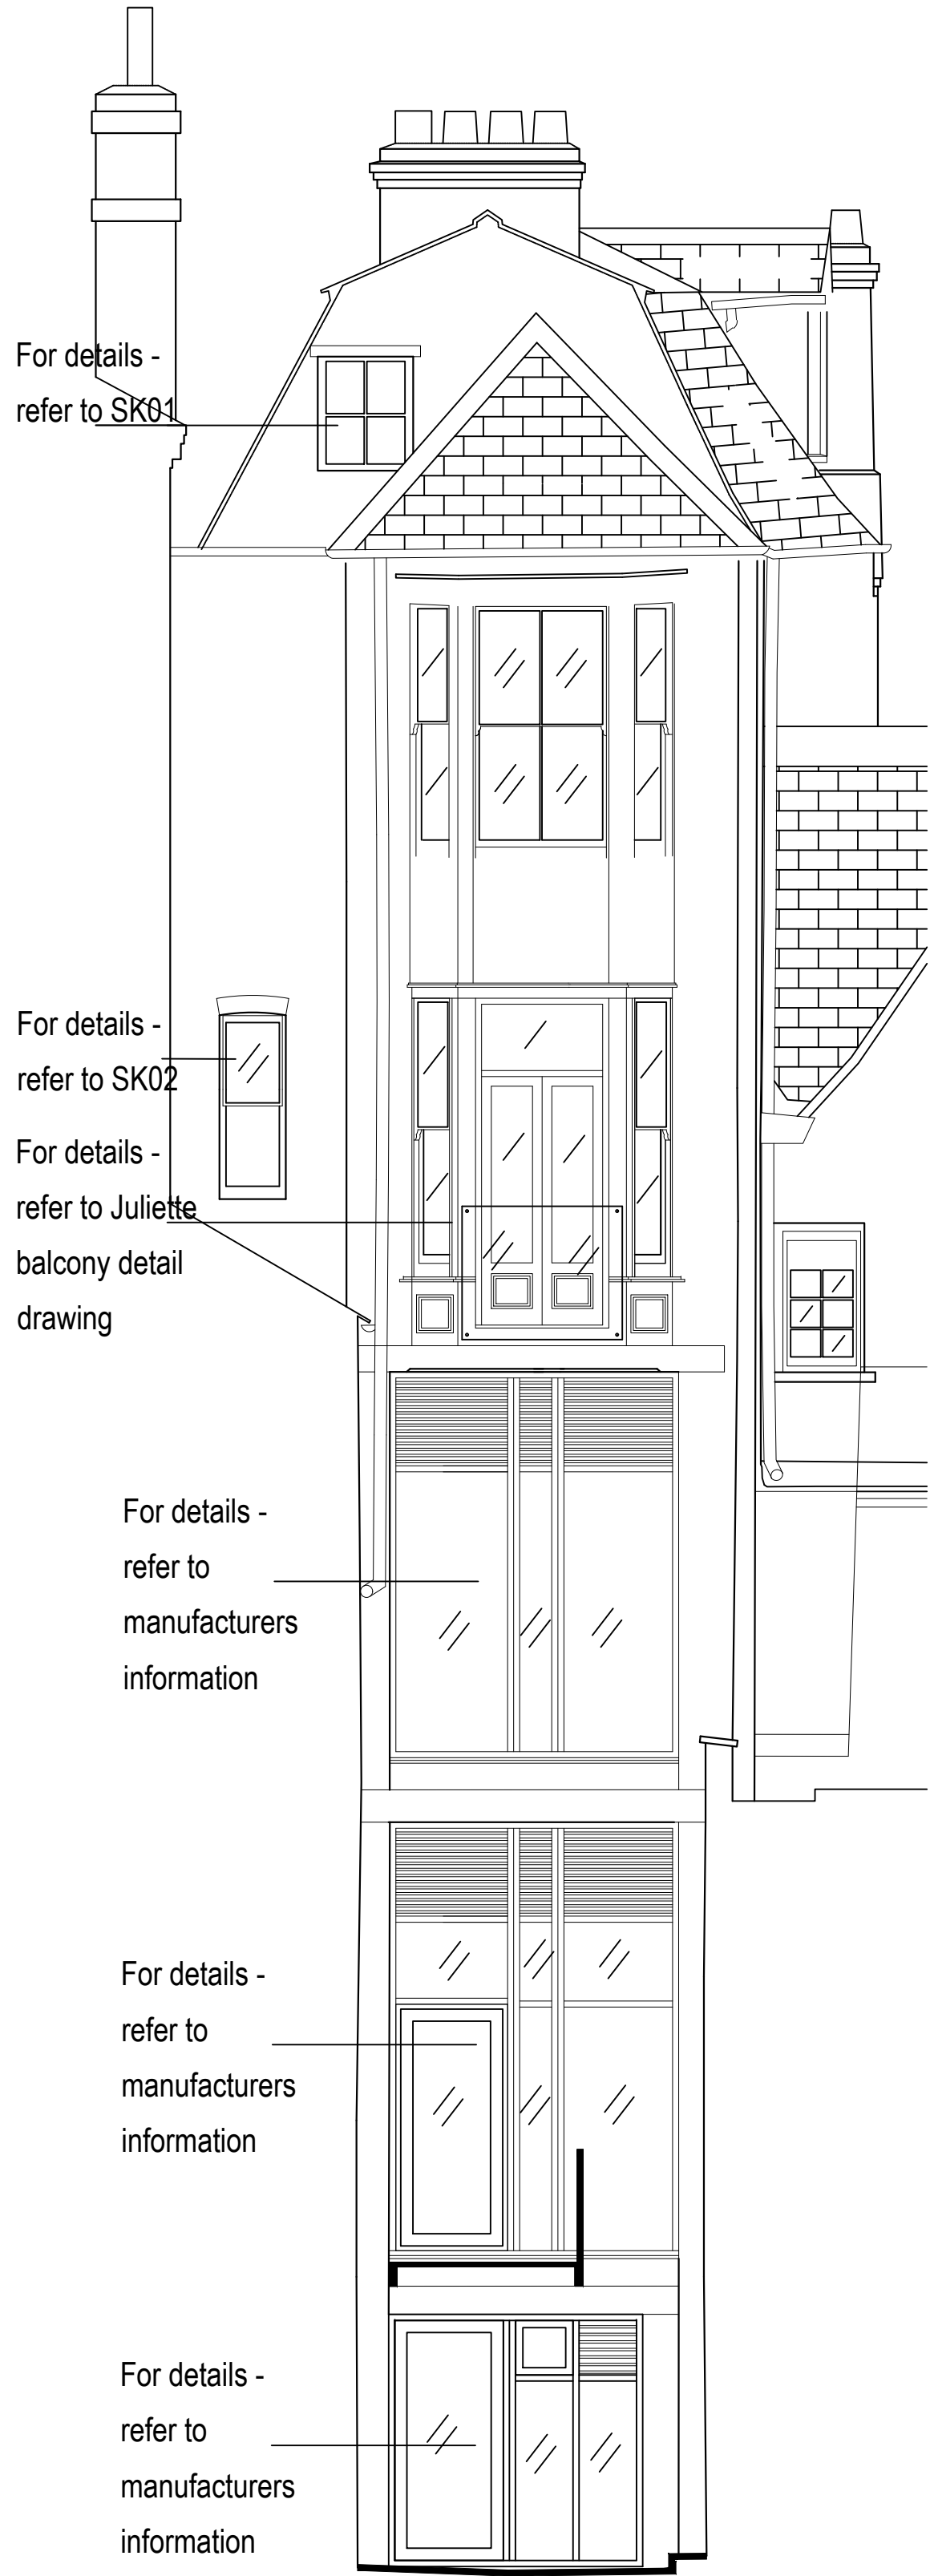 For details -
refer to SK01
For details -
refer to SK02
For details -
refer to Juliette
balcony detail
drawing
For details -
refer to
manufacturers
information
For details -
refer to
manufacturers
information
For details -
refer to
manufacturers
information